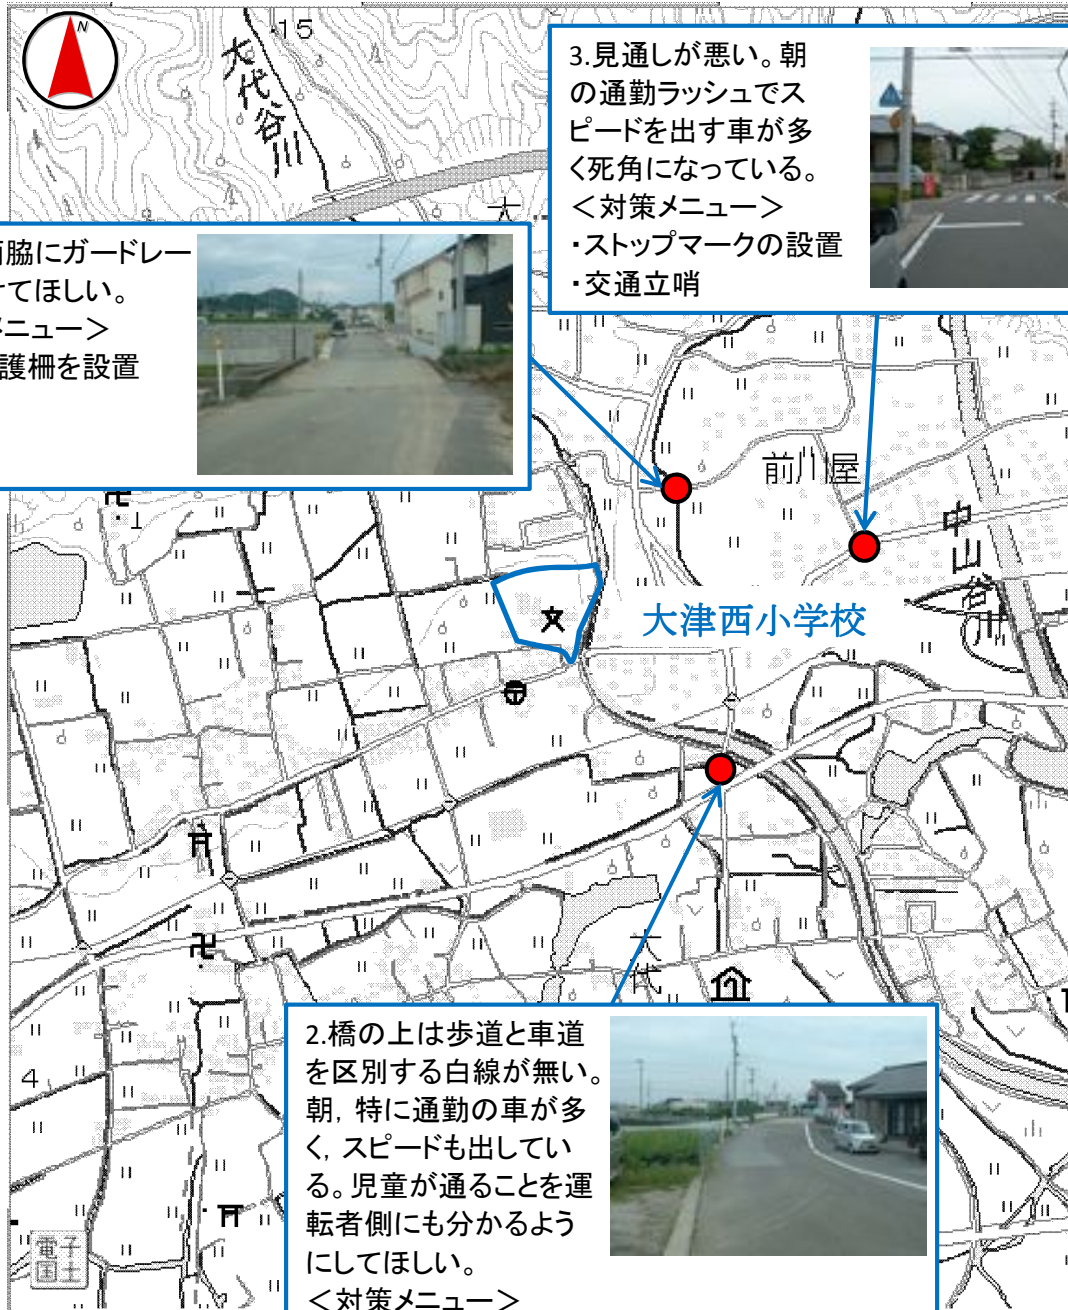 N
15
大代谷川
3.見通しが悪い。朝
の通勤ラッシュでス
ピードを出す車が多
く死角になっている。
<対策メニュー>
・ストップマークの設置
・交通立哨
両脇にガードレー
けてほしい。
メニュー>
護柵を設置
前川屋
中山谷川
大津西小学校
大代
4
2.橋の上は歩道と車道
を区別する白線が無い。
朝，特に通勤の車が多
く，スピードも出してい
る。児童が通ることを運
転者側にも分かるよう
にしてほしい。
<対策メニュー>
電子
国土